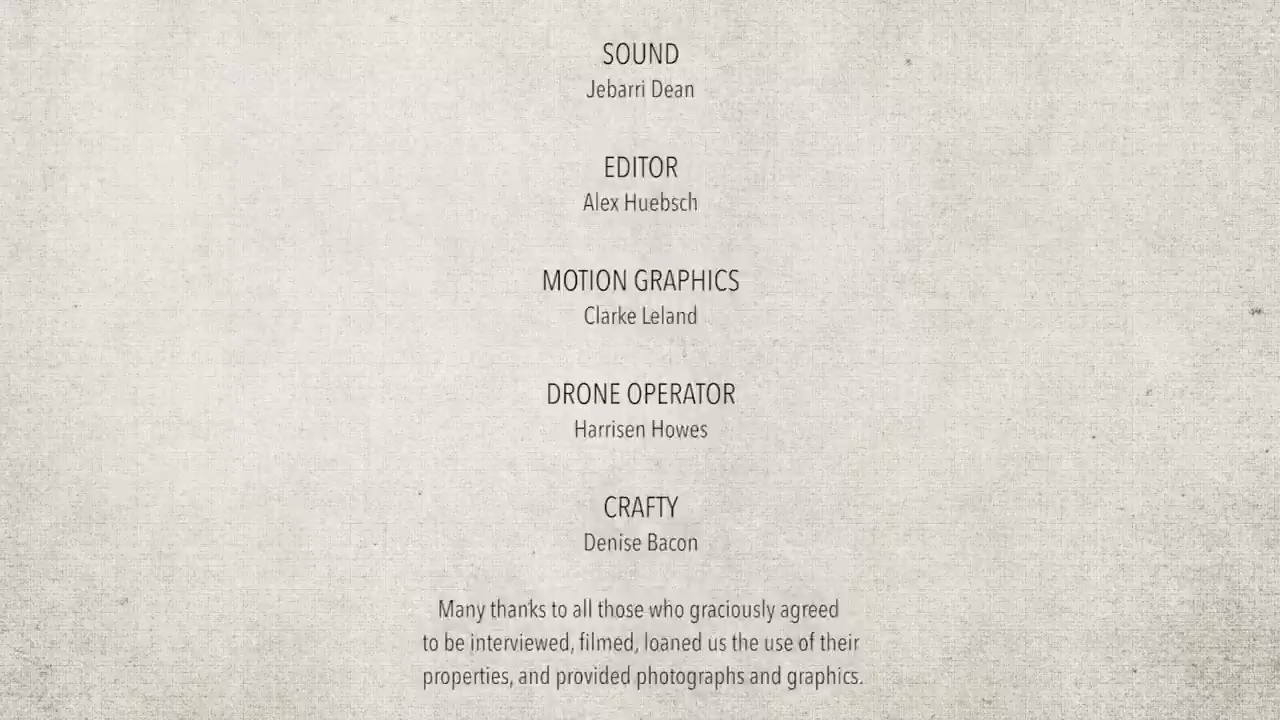 SOUND
Jebarri Dean
EDITOR
Alex Huebsch
MOTION GRAPHICS
Clarke Leland
DRONE OPERATOR
Harrisen Howes
CRAFTY
Denise Bacon
Many thanks to all those who graciously agreed
to be interviewed, filmed, loaned us the use of their
properties, and provided photographs and graphics.